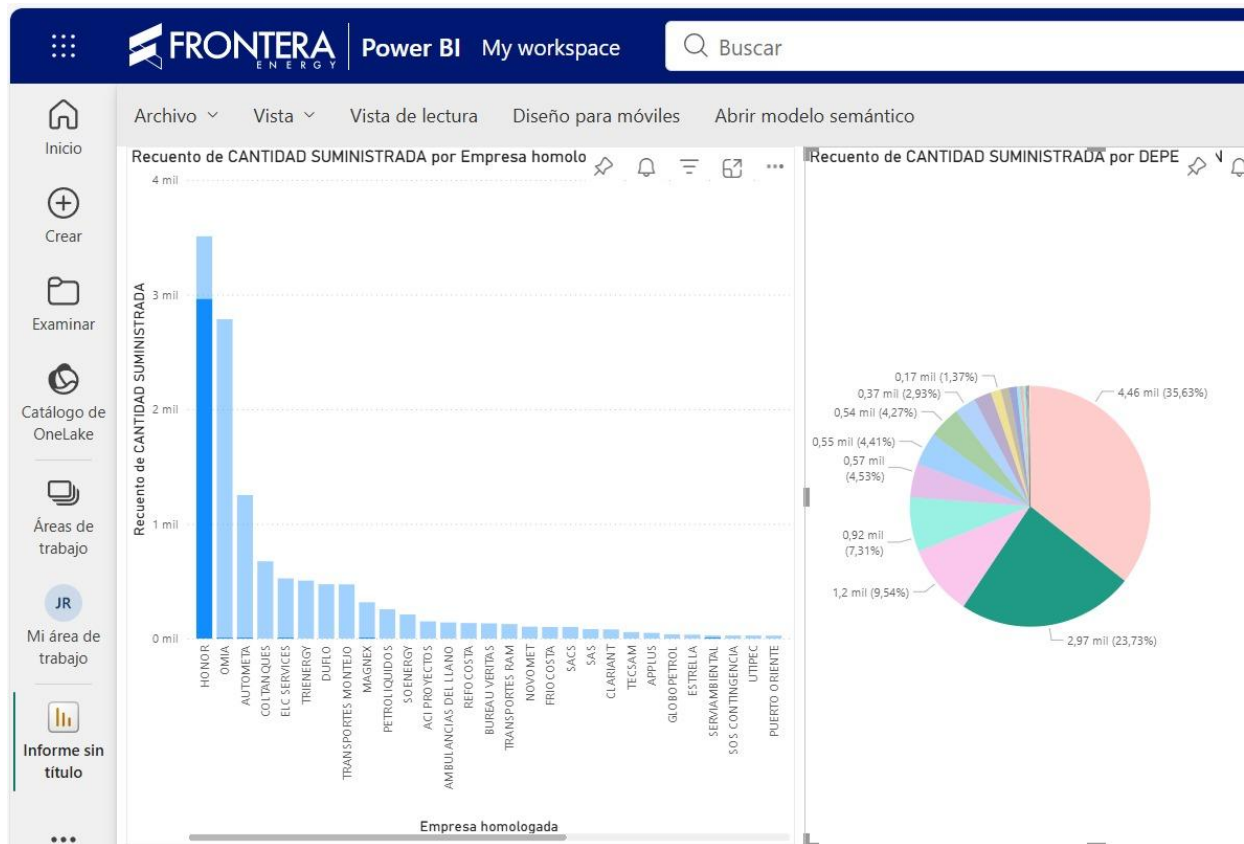 FRONTERA
ENERGY
Power BI My workspace
Buscar
Archivo Vista Vista de lectura Diseño para móviles Abrir modelo semántico
Inicio
Crear
Examinar
Catálogo de
OneLake
Áreas de
trabajo
JR
Mi área de
trabajo
Informe sin
título
Recuento de CANTIDAD SUMINISTRADA por Empresa homolo
4 mil
3 mil
2 mil
1 mil
0 mil
Recuento de CANTIDAD SUMINISTRADA
HONOR
OMIA
AUTOMETA
COLTANQUES
ELC SERVICES
TRIENERGY
DUFLO
TRANSPORTES MONTEJO
MAGNEX
PETROLIQUIDOS
SOENERGY
ACI PROYECTOS
AMBULANCIAS DEL LLANO
REFOCOSTA
BUREAU VERITAS
TRANSPORTES RAM
NOVOMET
FRIOCOSTA
SACS
SAS
CLARIANT
TECSAM
APPLUS
GLOBOPETROL
ESTRELLA
SERVIAMBIENTAL
SOS CONTINGENCIA
UTIPEC
PUERTO ORIENTE
Empresa homologada
Recuento de CANTIDAD SUMINISTRADA por DEPE
0,17 mil (1,37%)
0,37 mil (2,93%)
0,54 mil (4,27%)
0,55 mil (4,41%)
0,57 mil
(4,53%)
0,92 mil
(7,31%)
1,2 mil (9,54%)
4,46 mil (35,63%)
2,97 mil (23,73%)